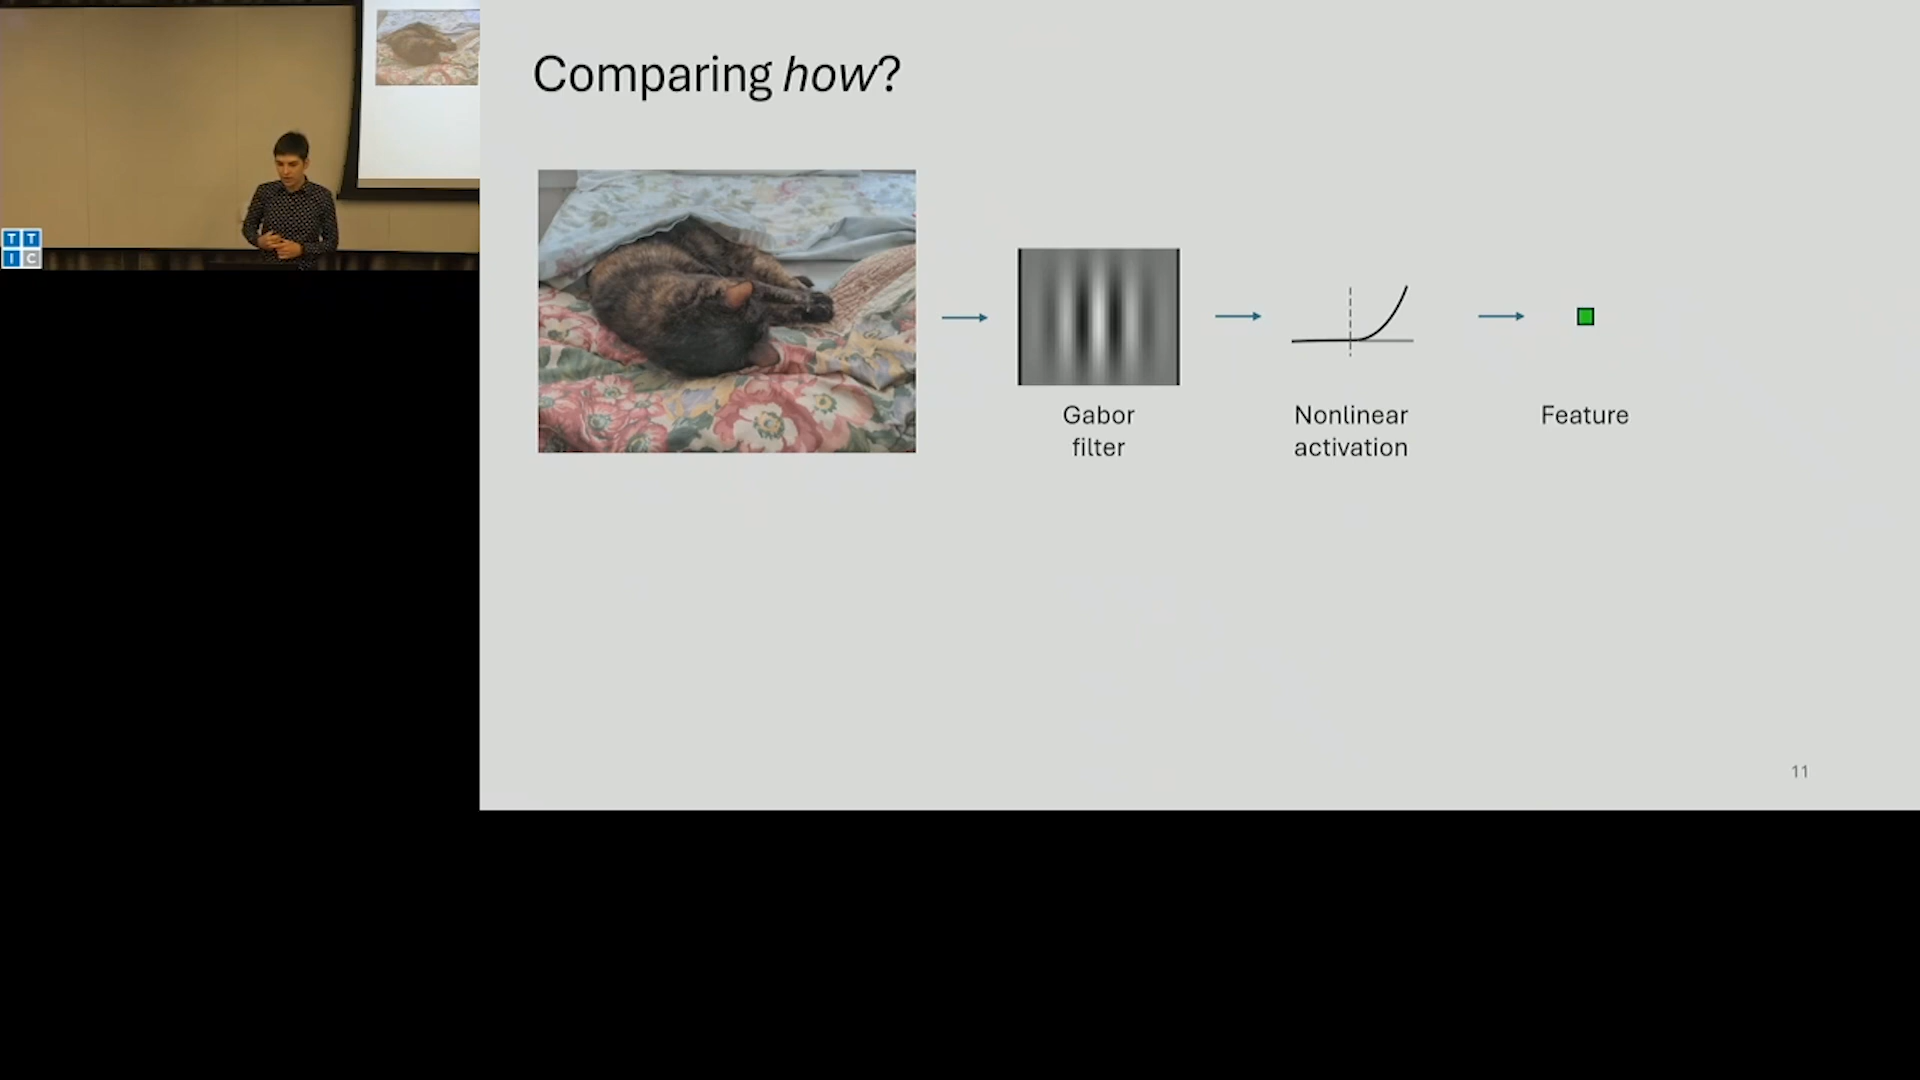 Comparing how?
Gabor
filter
Nonlinear
activation
Feature
11
T T
I C